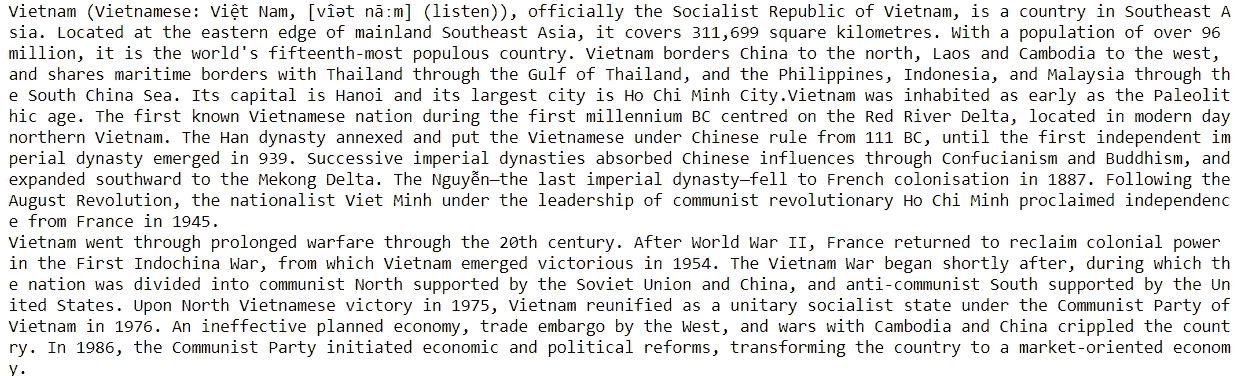 Vietnam (Vietnamese: Việt Nam, [vîət nāːm] (listen)), officially the Socialist Republic of Vietnam, is a country in Southeast A
sia. Located at the eastern edge of mainland Southeast Asia, it covers 311,699 square kilometres. With a population of over 96
million, it is the world's fifteenth-most populous country. Vietnam borders China to the north, Laos and Cambodia to the west,
and shares maritime borders with Thailand through the Gulf of Thailand, and the Philippines, Indonesia, and Malaysia through th
e South China Sea. Its capital is Hanoi and its largest city is Ho Chi Minh City.Vietnam was inhabited as early as the Paleolit
hic age. The first known Vietnamese nation during the first millennium BC centred on the Red River Delta, located in modern day
northern Vietnam. The Han dynasty annexed and put the Vietnamese under Chinese rule from 111 BC, until the first independent im
perial dynasty emerged in 939. Successive imperial dynasties absorbed Chinese influences through Confucianism and Buddhism, and
expanded southward to the Mekong Delta. The Nguyễn—the last imperial dynasty—fell to French colonisation in 1887. Following the
August Revolution, the nationalist Viet Minh under the leadership of communist revolutionary Ho Chi Minh proclaimed independenc
e from France in 1945.
Vietnam went through prolonged warfare through the 20th century. After World War II, France returned to reclaim colonial power
in the First Indochina War, from which Vietnam emerged victorious in 1954. The Vietnam War began shortly after, during which th
e nation was divided into communist North supported by the Soviet Union and China, and anti-communist South supported by the Un
ited States. Upon North Vietnamese victory in 1975, Vietnam reunified as a unitary socialist state under the Communist Party of
Vietnam in 1976. An ineffective planned economy, trade embargo by the West, and wars with Cambodia and China crippled the count
ry. In 1986, the Communist Party initiated economic and political reforms, transforming the country to a market-oriented econom
y.